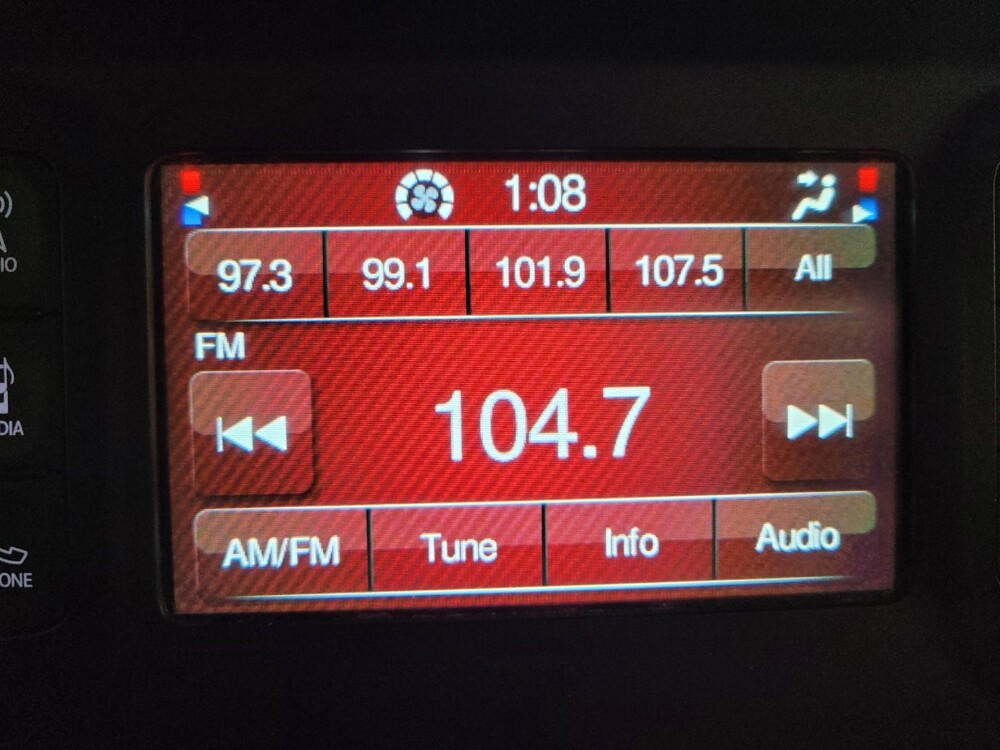 1:08
97.3 99.1 101.9 107.5 All
FM
104.7
AM/FM Tune Info Audio